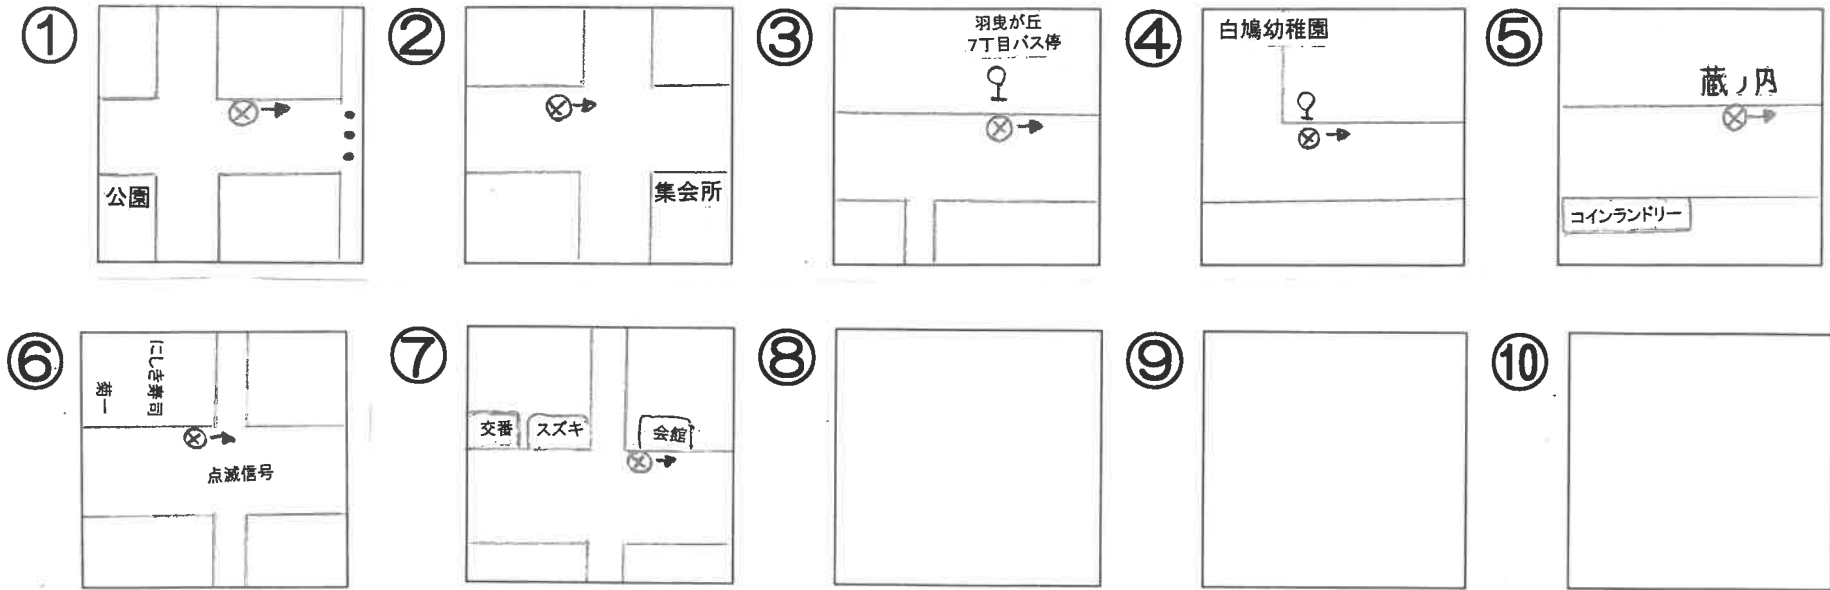 ①
公園
②
集会所
③
羽曳が丘
7丁目バス停
④
白鳩幼稚園
⑤
蔵ノ内
コインランドリー
⑥
にしき寿司
菊一
点滅信号
⑦
交番
スズキ
会館
⑧
⑨
⑩